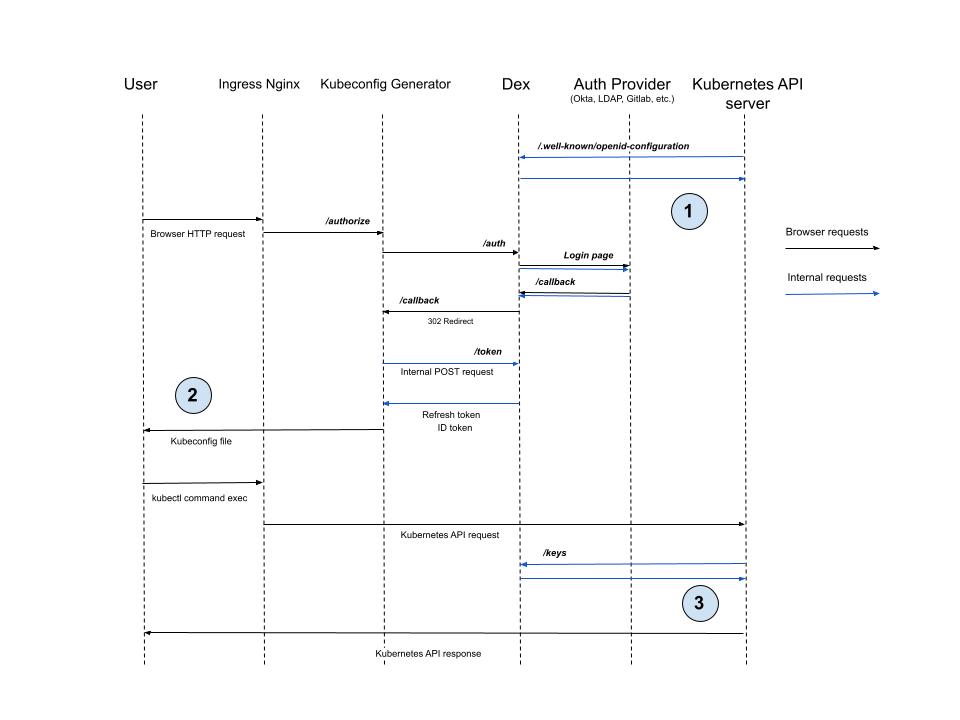 User
Ingress Nginx
Kubeconfig Generator
Dex
Auth Provider
(Okta, LDAP, Gitlab, etc.)
Kubernetes API
server
/.well-known/openid-configuration
1
/authorize
Browser HTTP request
Browser requests
/auth
Login page
Internal requests
/callback
/callback
302 Redirect
/token
Internal POST request
2
Refresh token
ID token
Kubeconfig file
kubectl command exec
Kubernetes API request
/keys
3
Kubernetes API response